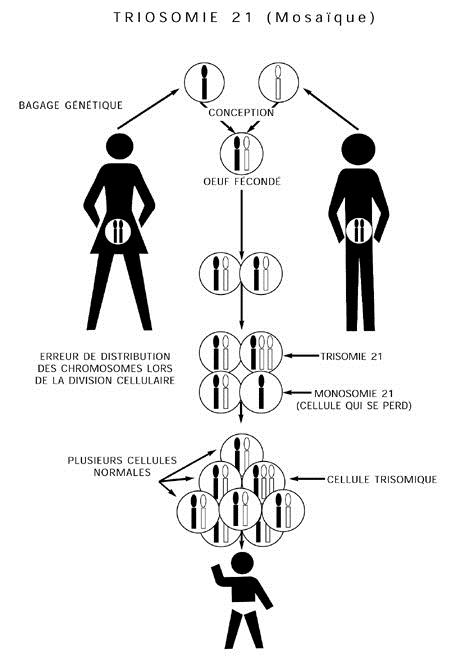 TRIOSOMIE 21 (Mosaïque)
BAGAGE GÉNÉTIQUE
CONCEPTION
OEUF FÉCONDÉ
ERREUR DE DISTRIBUTION
DES CHROMOSOMES LORS
DE LA DIVISION CELLULAIRE
TRISOMIE 21
MONOSOMIE 21
(CELLULE QUI SE PERD)
PLUSIEURS CELLULES
NORMALES
CELLULE TRISOMIQUE